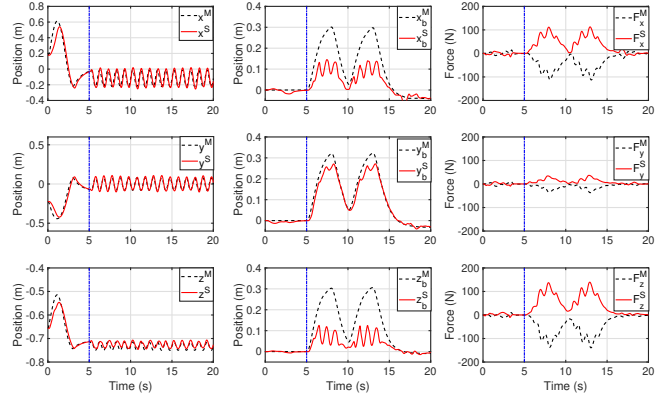 0.8
0.6
0.4
0.2
0
-0.2
-0.4
0 5 10 15 20
Position (m)
x^M
x^S
0.4
0.3
0.2
0.1
0
0 5 10 15 20
Position (m)
x_b^M
x_b^S
200
100
0
-100
-200
0 5 10 15 20
Force (N)
F_x^M
F_x^S
0.5
0
-0.5
0 5 10 15 20
Position (m)
y^M
y^S
0.4
0.3
0.2
0.1
0
0 5 10 15 20
Position (m)
y_b^M
y_b^S
200
100
0
-100
-200
0 5 10 15 20
Force (N)
F_y^M
F_y^S
-0.4
-0.5
-0.6
-0.7
-0.8
0 5 10 15 20
Position (m)
Time (s)
z^M
z^S
0.4
0.3
0.2
0.1
0
0 5 10 15 20
Position (m)
Time (s)
z_b^M
z_b^S
200
100
0
-100
-200
0 5 10 15 20
Force (N)
Time (s)
F_z^M
F_z^S